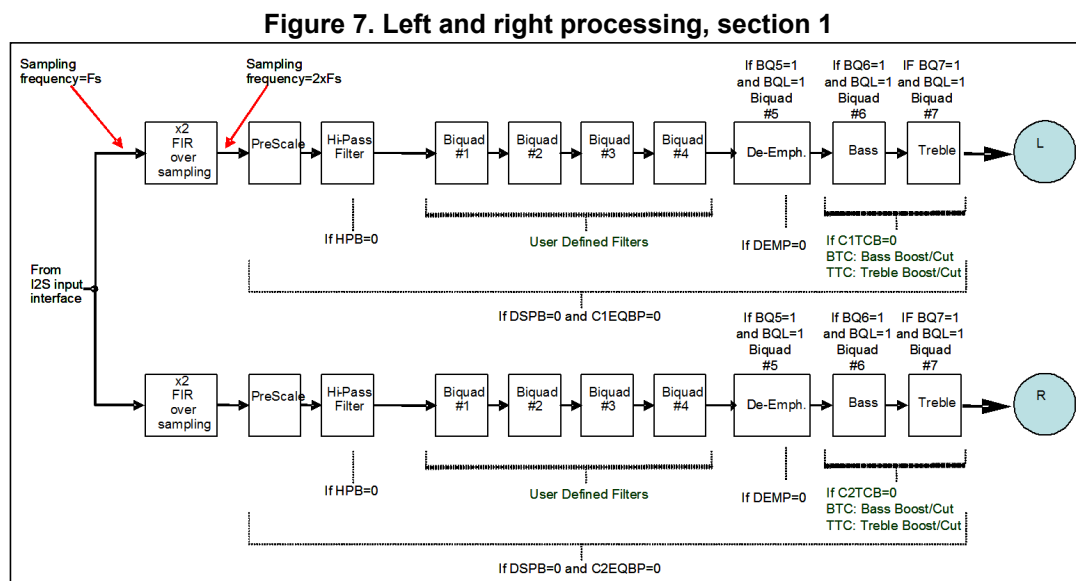 Figure 7. Left and right processing, section 1
Sampling
frequency=Fs
Sampling
frequency=2xFs
If BQ5=1
and BQL=1
Biquad
#5
If BQ6=1
and BQL=1
Biquad
#6
IF BQ7=1
and BQL=1
Biquad
#7
x2
FIR
over
sampling
PreScale
Hi-Pass
Filter
Biquad
#1
Biquad
#2
Biquad
#3
Biquad
#4
De-Emph.
Bass
Treble
L
If HPB=0
User Defined Filters
If DEMP=0
If C1TCB=0
BTC: Bass Boost/Cut
TTC: Treble Boost/Cut
From
I2S input
interface
If DSPB=0 and C1EQBP=0
If BQ5=1
and BQL=1
Biquad
#5
If BQ6=1
and BQL=1
Biquad
#6
IF BQ7=1
and BQL=1
Biquad
#7
x2
FIR
over
sampling
PreScale
Hi-Pass
Filter
Biquad
#1
Biquad
#2
Biquad
#3
Biquad
#4
De-Emph.
Bass
Treble
R
If HPB=0
User Defined Filters
If DEMP=0
If C2TCB=0
BTC: Bass Boost/Cut
TTC: Treble Boost/Cut
If DSPB=0 and C2EQBP=0